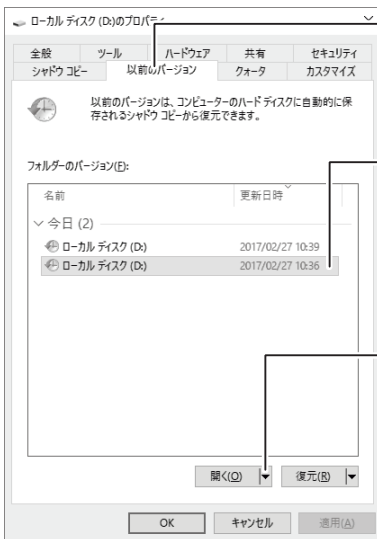 ローカル ディスク (D:)のプロパティ
全般 ツール ハードウェア 共有 セキュリティ
シャドウ コピー 以前のバージョン クォータ カスタマイズ
以前のバージョンは、コンピューターのハード ディスクに自動的に保
存されるシャドウ コピーから復元できます。
フォルダーのバージョン(F):
名前 更新日時
今日 (2)
ローカル ディスク (D:) 2017/02/27 10:39
ローカル ディスク (D:) 2017/02/27 10:36
開く(O) 復元(R)
OK キャンセル 適用(A)